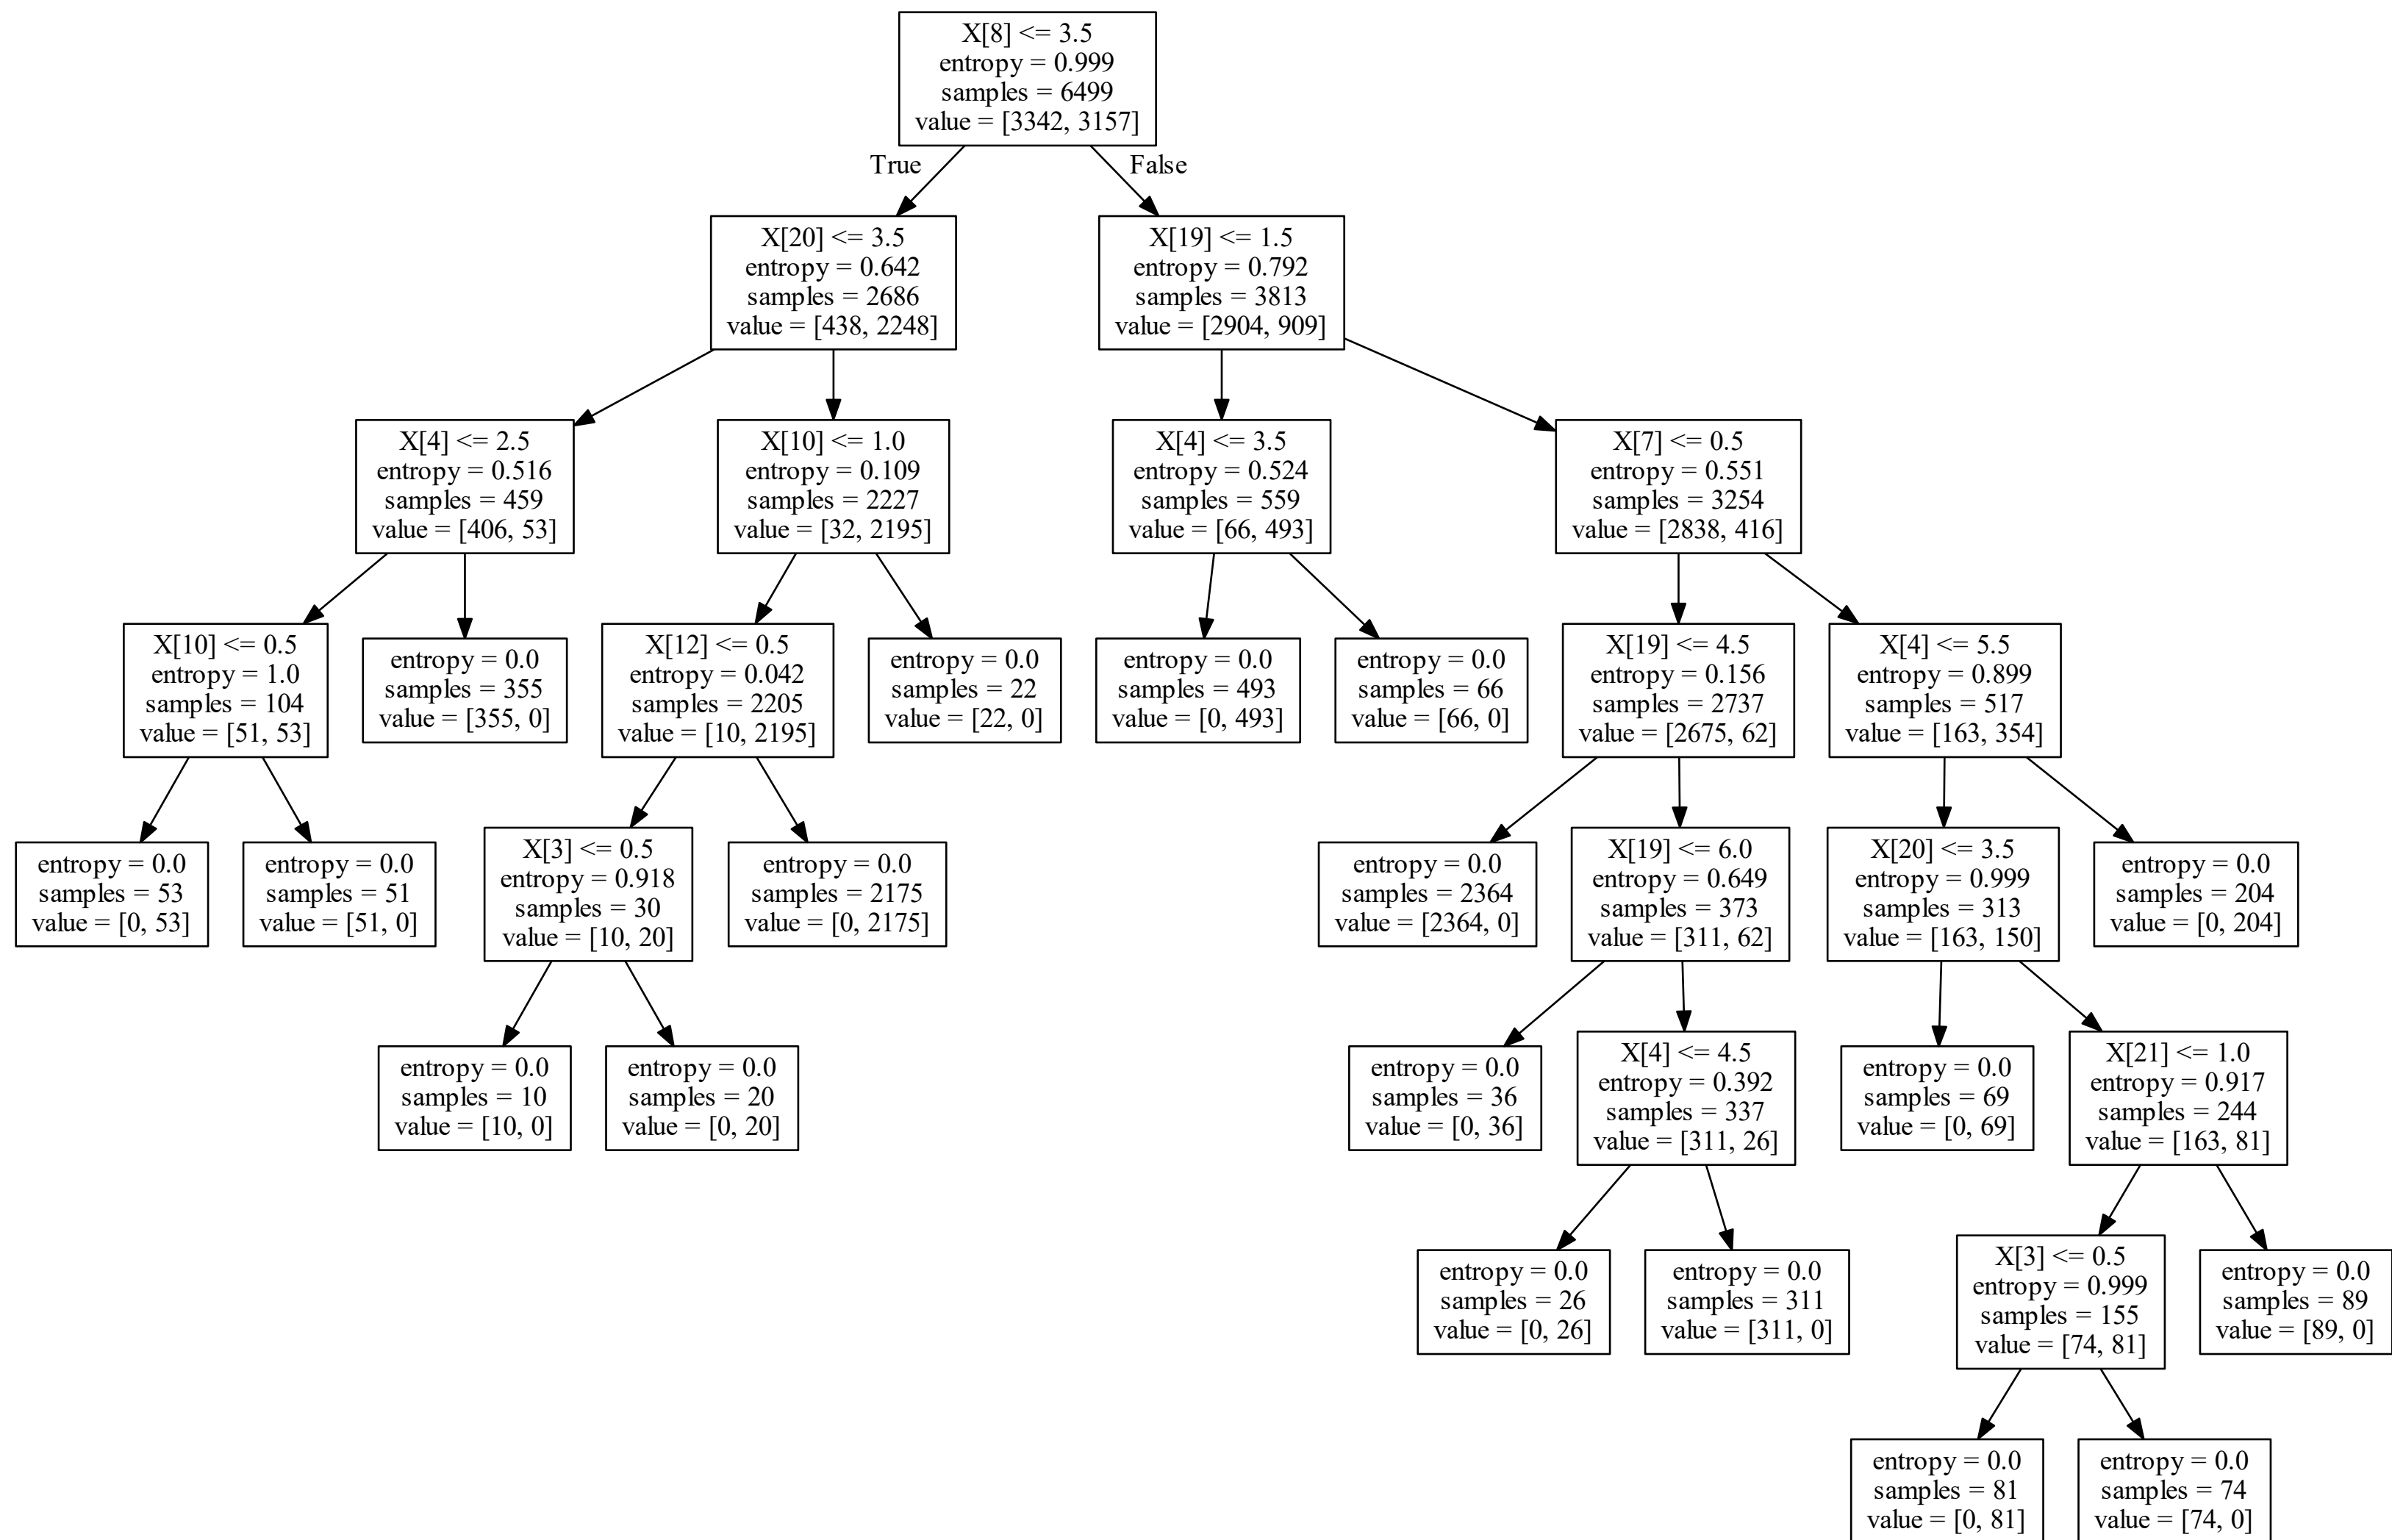 X[8] <= 3.5
entropy = 0.999
samples = 6499
value = [3342, 3157]
True
False
X[20] <= 3.5
entropy = 0.642
samples = 2686
value = [438, 2248]
X[19] <= 1.5
entropy = 0.792
samples = 3813
value = [2904, 909]
X[4] <= 2.5
entropy = 0.516
samples = 459
value = [406, 53]
X[10] <= 1.0
entropy = 0.109
samples = 2227
value = [32, 2195]
X[4] <= 3.5
entropy = 0.524
samples = 559
value = [66, 493]
X[7] <= 0.5
entropy = 0.551
samples = 3254
value = [2838, 416]
X[10] <= 0.5
entropy = 1.0
samples = 104
value = [51, 53]
entropy = 0.0
samples = 355
value = [355, 0]
X[12] <= 0.5
entropy = 0.042
samples = 2205
value = [10, 2195]
entropy = 0.0
samples = 22
value = [22, 0]
entropy = 0.0
samples = 493
value = [0, 493]
entropy = 0.0
samples = 66
value = [66, 0]
X[19] <= 4.5
entropy = 0.156
samples = 2737
value = [2675, 62]
X[4] <= 5.5
entropy = 0.899
samples = 517
value = [163, 354]
entropy = 0.0
samples = 53
value = [0, 53]
entropy = 0.0
samples = 51
value = [51, 0]
X[3] <= 0.5
entropy = 0.918
samples = 30
value = [10, 20]
entropy = 0.0
samples = 2175
value = [0, 2175]
entropy = 0.0
samples = 2364
value = [2364, 0]
X[19] <= 6.0
entropy = 0.649
samples = 373
value = [311, 62]
X[20] <= 3.5
entropy = 0.999
samples = 313
value = [163, 150]
entropy = 0.0
samples = 204
value = [0, 204]
entropy = 0.0
samples = 10
value = [10, 0]
entropy = 0.0
samples = 20
value = [0, 20]
entropy = 0.0
samples = 36
value = [0, 36]
X[4] <= 4.5
entropy = 0.392
samples = 337
value = [311, 26]
entropy = 0.0
samples = 69
value = [0, 69]
X[21] <= 1.0
entropy = 0.917
samples = 244
value = [163, 81]
entropy = 0.0
samples = 26
value = [0, 26]
entropy = 0.0
samples = 311
value = [311, 0]
X[3] <= 0.5
entropy = 0.999
samples = 155
value = [74, 81]
entropy = 0.0
samples = 89
value = [89, 0]
entropy = 0.0
samples = 81
value = [0, 81]
entropy = 0.0
samples = 74
value = [74, 0]